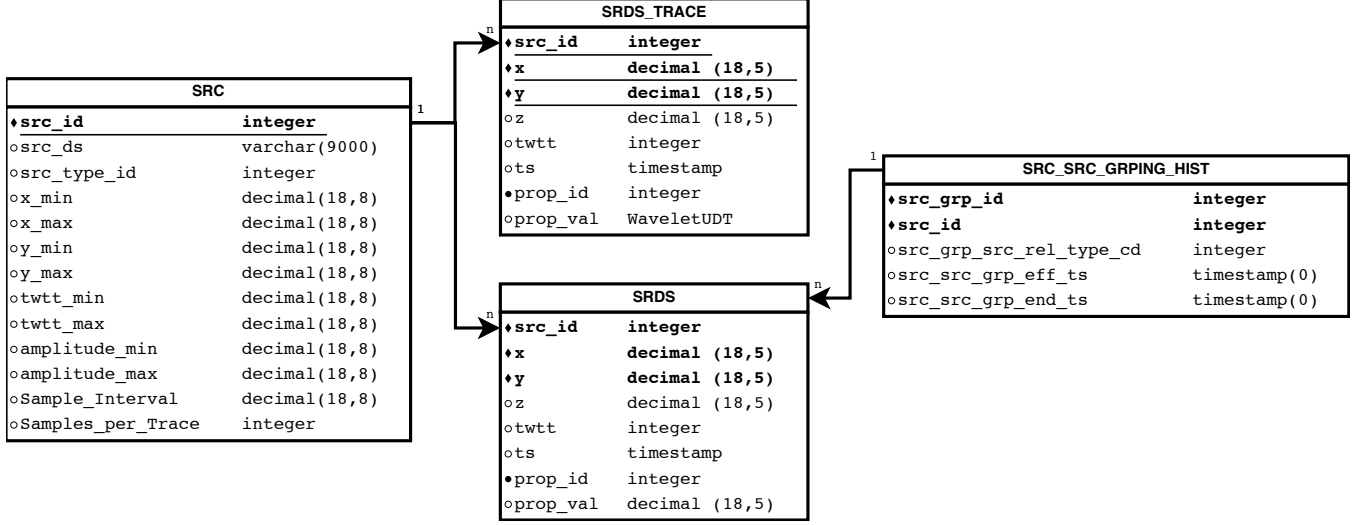 SRDS_TRACE
n
src_id integer
x decimal (18,5)
y decimal (18,5)
z decimal (18,5)
twtt integer
ts timestamp
prop_id integer
prop_val WaveletUDT
SRC
1
src_id integer
src_ds varchar(9000)
src_type_id integer
x_min decimal(18,8)
x_max decimal(18,8)
y_min decimal(18,8)
y_max decimal(18,8)
twtt_min decimal(18,8)
twtt_max decimal(18,8)
amplitude_min decimal(18,8)
amplitude_max decimal(18,8)
Sample_Interval decimal(18,8)
Samples_per_Trace integer
1
SRC_SRC_GRPING_HIST
src_grp_id integer
src_id integer
src_grp_src_rel_type_cd integer
src_src_grp_eff_ts timestamp(0)
src_src_grp_end_ts timestamp(0)
n
SRDS
n
src_id integer
x decimal (18,5)
y decimal (18,5)
z decimal (18,5)
twtt integer
ts timestamp
prop_id integer
prop_val decimal (18,5)